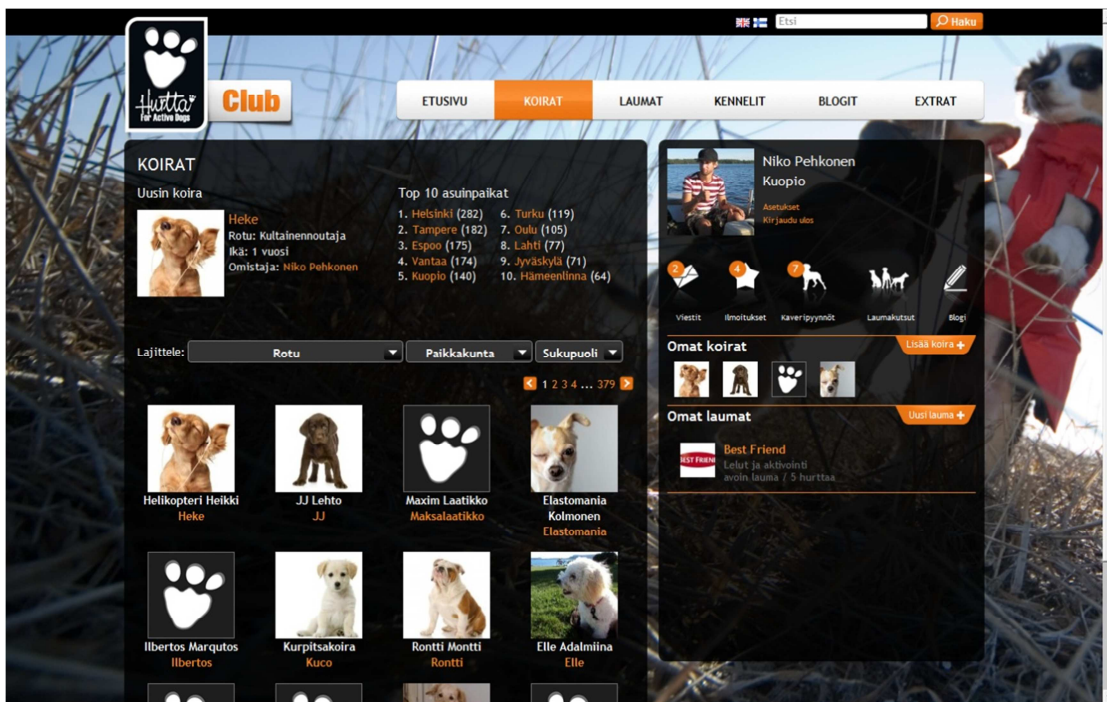 Etsi
Haku
Hurtta
For Active Dogs
Club
ETUSIVU
KOIRAT
LAUMAT
KENNELIT
BLOGIT
EXTRAT
KOIRAT
Uusin koira
Heke
Rotu: Kultainennoutaja
Ikä: 1 vuosi
Omistaja: Niko Pehkonen
Top 10 asuinpaikat
1. Helsinki (282)
2. Tampere (182)
3. Espoo (175)
4. Vantaa (174)
5. Kuopio (140)
6. Turku (119)
7. Oulu (105)
8. Lahti (77)
9. Jyväskylä (71)
10. Hämeenlinna (64)
Lajittele: Rotu Paikkakunta Sukupuoli
1 2 3 4 ... 379
Helikopteri Heikki
Heke
JJ Lehto
JJ
Maxim Laatikko
Maksalaatikko
Elastomania
Kolmonen
Elastomania
Ilbertos Marqutos
Ilbertos
Kurpitsakoira
Kuco
Rontti Montti
Rontti
Elle Adalmiina
Elle
Niko Pehkonen
Kuopio
Asetukset
Kirjaudu ulos
2
4
7
Viestit
Ilmoitukset
Kaveripyynnöt
Laumakutsut
Blogi
Omat koirat
Lisää koira +
Omat laumat
Uusi lauma +
BEST FRIEND
Best Friend
Lelut ja aktivointi
avoin lauma / 5 hurttaa